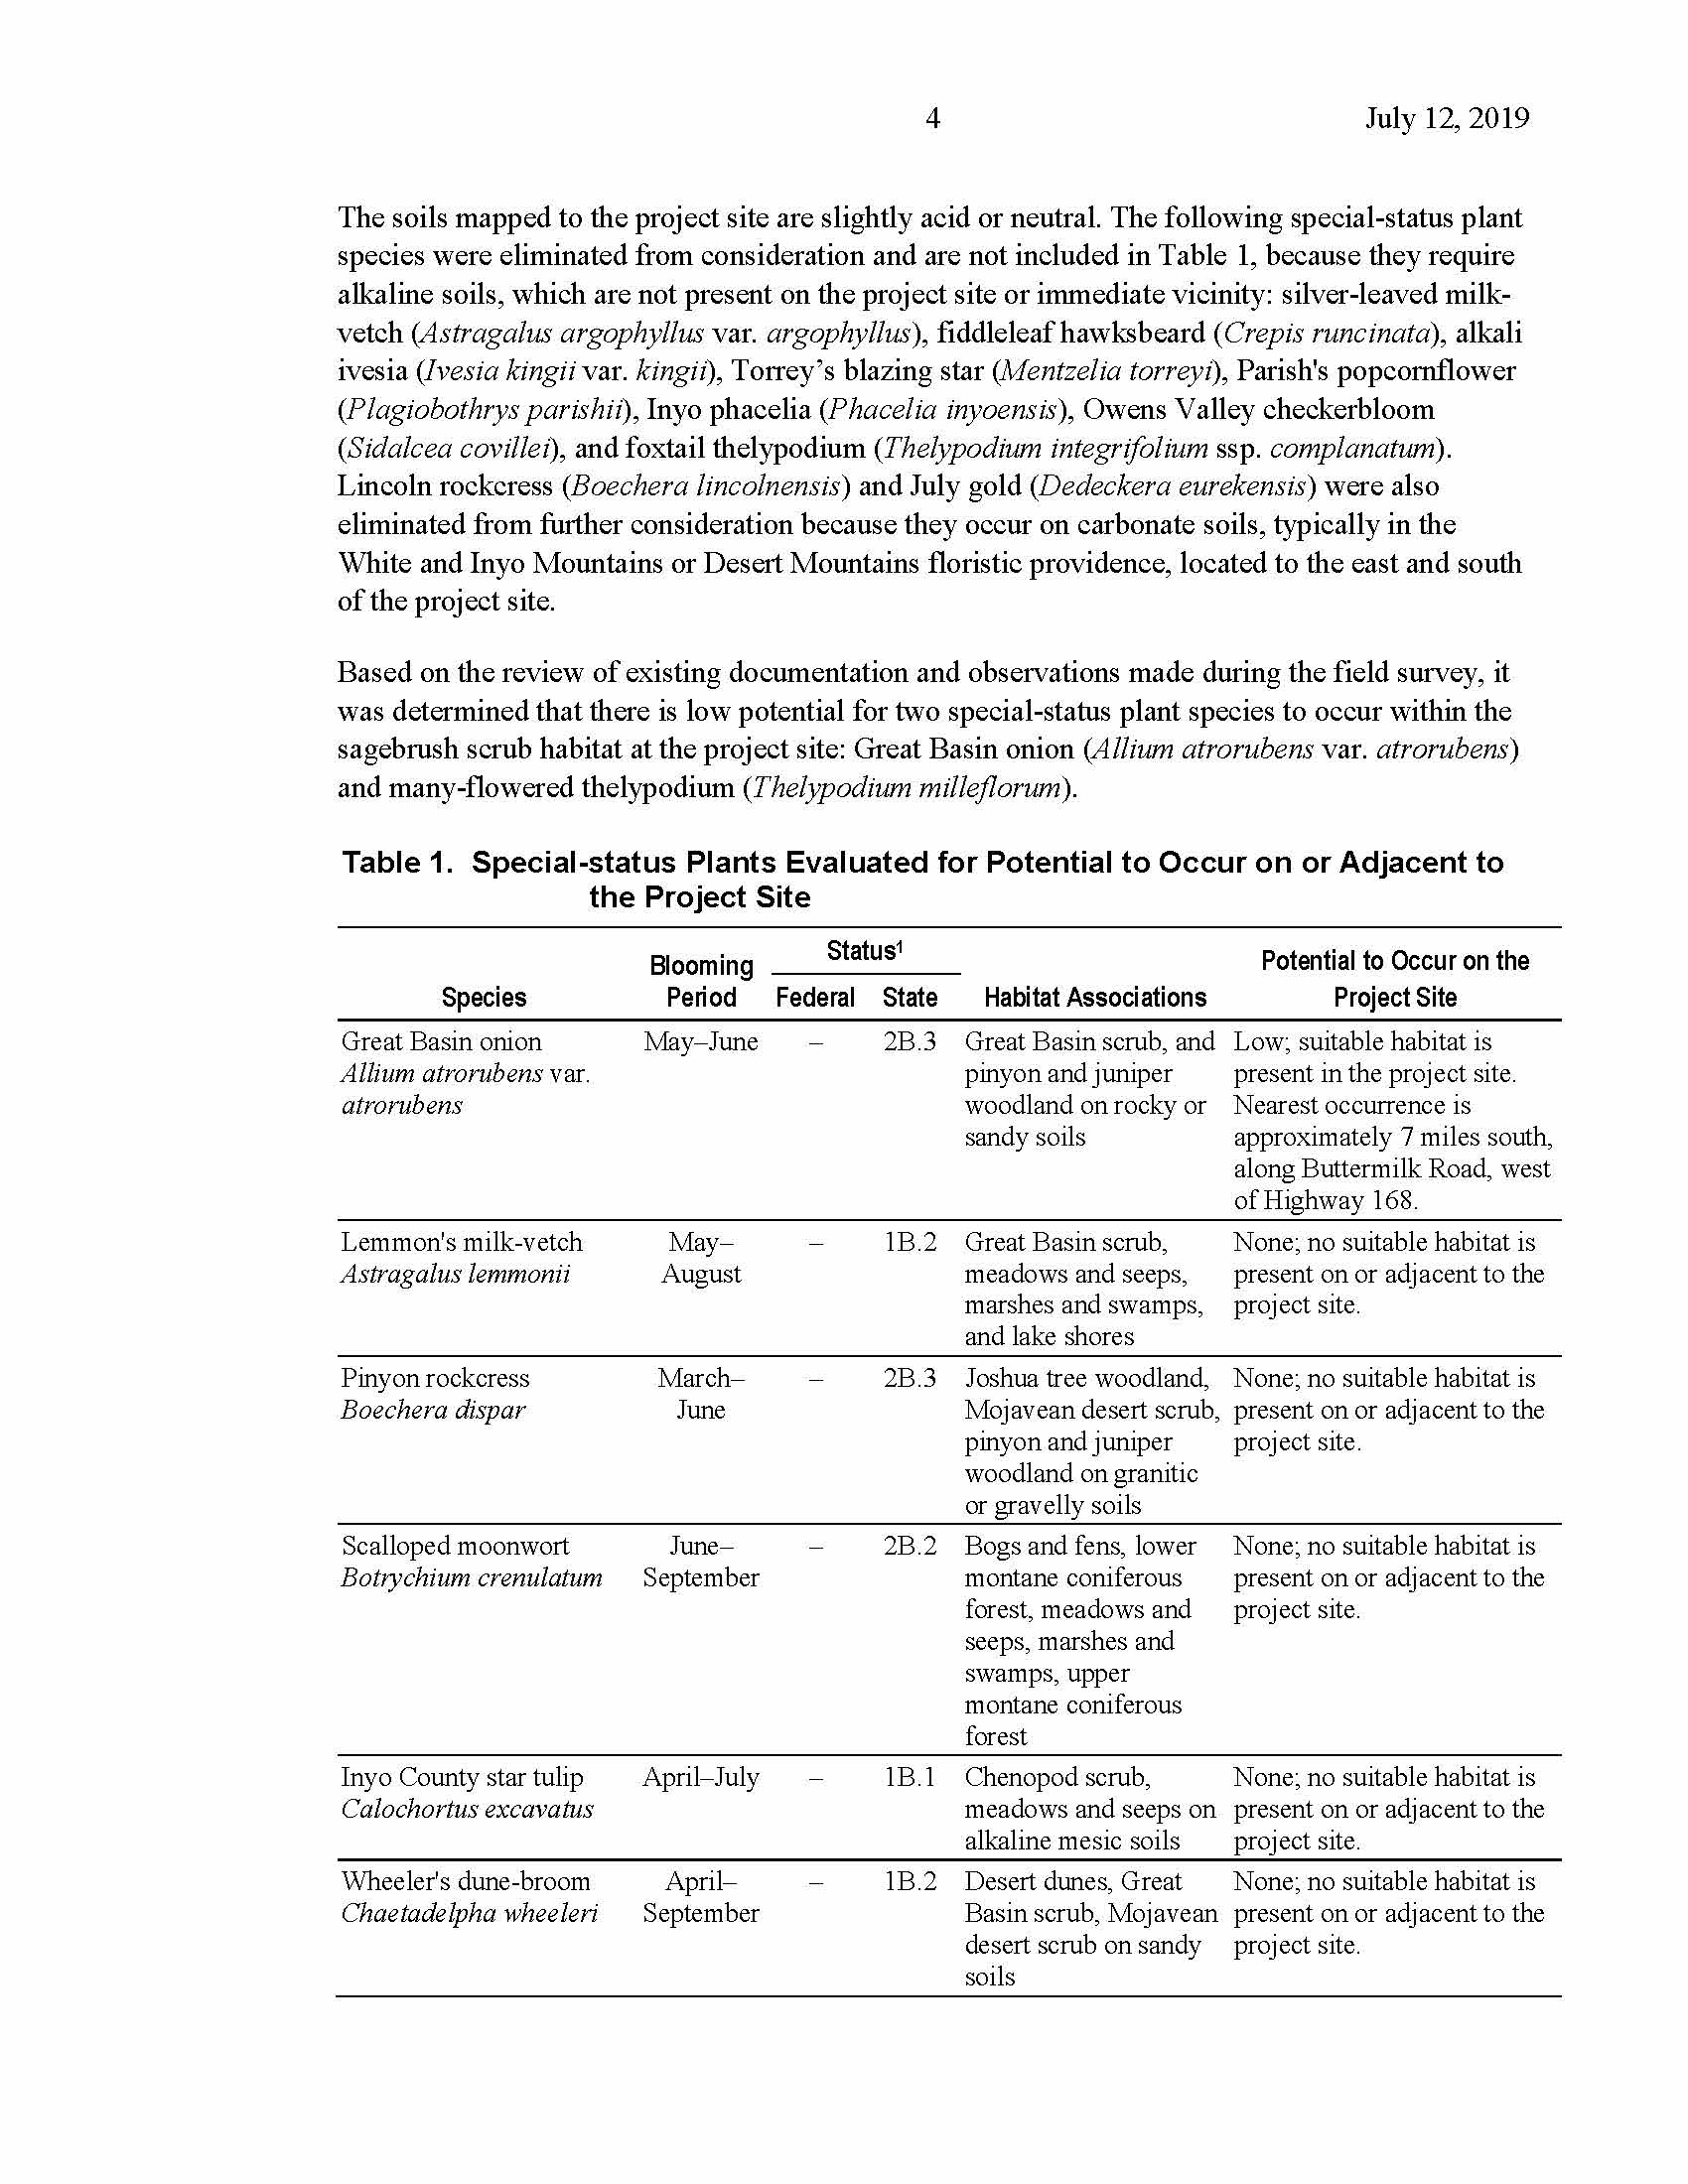 4
July 12, 2019
The soils mapped to the project site are slightly acid or neutral. The following special-status plant
species were eliminated from consideration and are not included in Table 1, because they require
alkaline soils, which are not present on the project site or immediate vicinity: silver-leaved milk-
vetch (Astragalus argophyllus var. argophyllus), fiddleleaf hawksbeard (Crepis runcinata), alkali
ivesia (Ivesia kingii var. kingii), Torrey’s blazing star (Mentzelia torreyi), Parish's popcornflower
(Plagiobothrys parishii), Inyo phacelia (Phacelia inyoensis), Owens Valley checkerbloom
(Sidalcea covillei), and foxtail thelypodium (Thelypodium integrifolium ssp. complanatum).
Lincoln rockcress (Boechera lincolnensis) and July gold (Dedeckera eurekensis) were also
eliminated from further consideration because they occur on carbonate soils, typically in the
White and Inyo Mountains or Desert Mountains floristic providence, located to the east and south
of the project site.
Based on the review of existing documentation and observations made during the field survey, it
was determined that there is low potential for two special-status plant species to occur within the
sagebrush scrub habitat at the project site: Great Basin onion (Allium atrorubens var. atrorubens)
and many-flowered thelypodium (Thelypodium milleflorum).
Table 1. Special-status Plants Evaluated for Potential to Occur on or Adjacent to
the Project Site
Species
Blooming
Period
Status¹
Federal State
Habitat Associations
Potential to Occur on the
Project Site
Great Basin onion
Allium atrorubens var.
atrorubens
May–June
–
2B.3
Great Basin scrub, and
pinyon and juniper
woodland on rocky or
sandy soils
Low; suitable habitat is
present in the project site.
Nearest occurrence is
approximately 7 miles south,
along Buttermilk Road, west
of Highway 168.
Lemmon's milk-vetch
Astragalus lemmonii
May–
August
–
1B.2
Great Basin scrub,
meadows and seeps,
marshes and swamps,
and lake shores
None; no suitable habitat is
present on or adjacent to the
project site.
Pinyon rockcress
Boechera dispar
March–
June
–
2B.3
Joshua tree woodland,
Mojavean desert scrub,
pinyon and juniper
woodland on granitic
or gravelly soils
None; no suitable habitat is
present on or adjacent to the
project site.
Scalloped moonwort
Botrychium crenulatum
June–
September
–
2B.2
Bogs and fens, lower
montane coniferous
forest, meadows and
seeps, marshes and
swamps, upper
montane coniferous
forest
None; no suitable habitat is
present on or adjacent to the
project site.
Inyo County star tulip
Calochortus excavatus
April–July
–
1B.1
Chenopod scrub,
meadows and seeps on
alkaline mesic soils
None; no suitable habitat is
present on or adjacent to the
project site.
Wheeler's dune-broom
Chaetadelpha wheeleri
April–
September
–
1B.2
Desert dunes, Great
Basin scrub, Mojavean
desert scrub on sandy
soils
None; no suitable habitat is
present on or adjacent to the
project site.